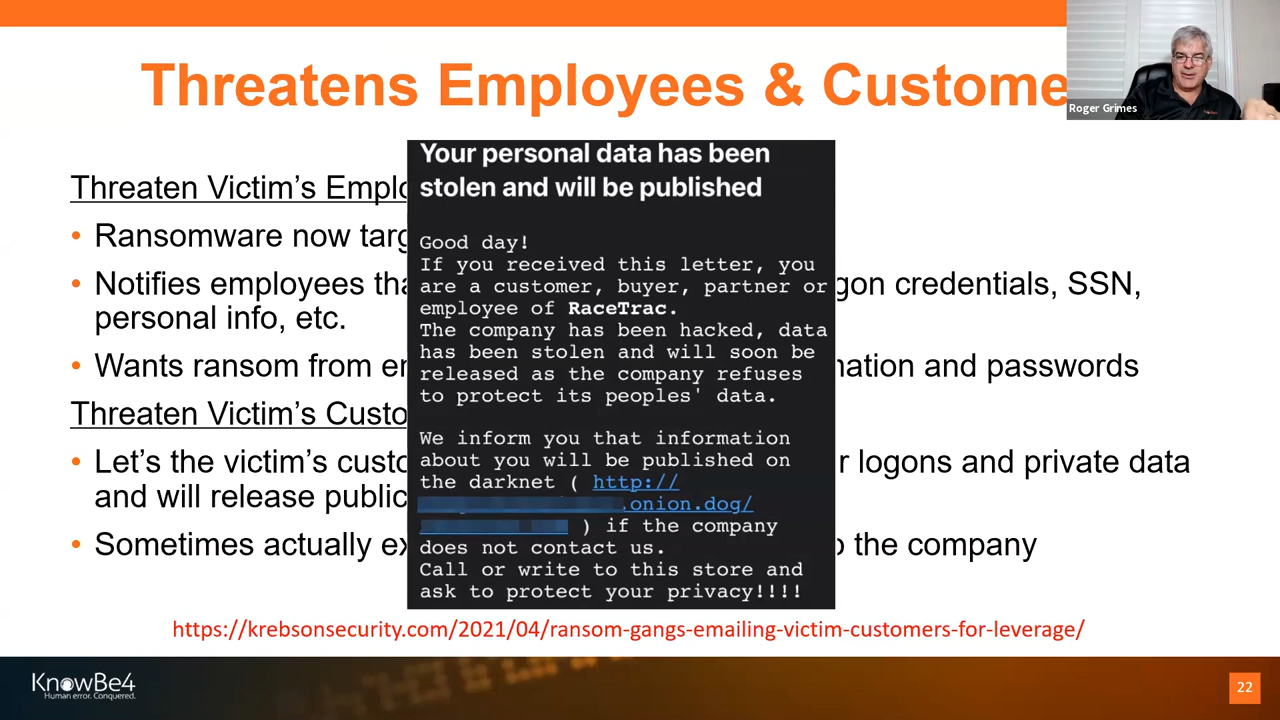 Threatens Employees & Custome
Roger Grimes
Threaten Victim's Emplo
• Ransomware now targ
• Notifies employees tha
gon credentials, SSN,
personal info, etc.
• Wants ransom from em
nation and passwords
Threaten Victim's Custo
• Let's the victim's custo
r logons and private data
and will release public
• Sometimes actually ex
o the company
Your personal data has been
stolen and will be published
Good day!
If you received this letter, you
are a customer, buyer, partner or
employee of RaceTrac.
The company has been hacked, data
has been stolen and will soon be
released as the company refuses
to protect its peoples' data.
We inform you that information
about you will be published on
the darknet ( http://
.onion.dog/
) if the company
does not contact us.
Call or write to this store and
ask to protect your privacy!!!!
https://krebsonsecurity.com/2021/04/ransom-gangs-emailing-victim-customers-for-leverage/
KnowBe4
Human error. Conquered.
22